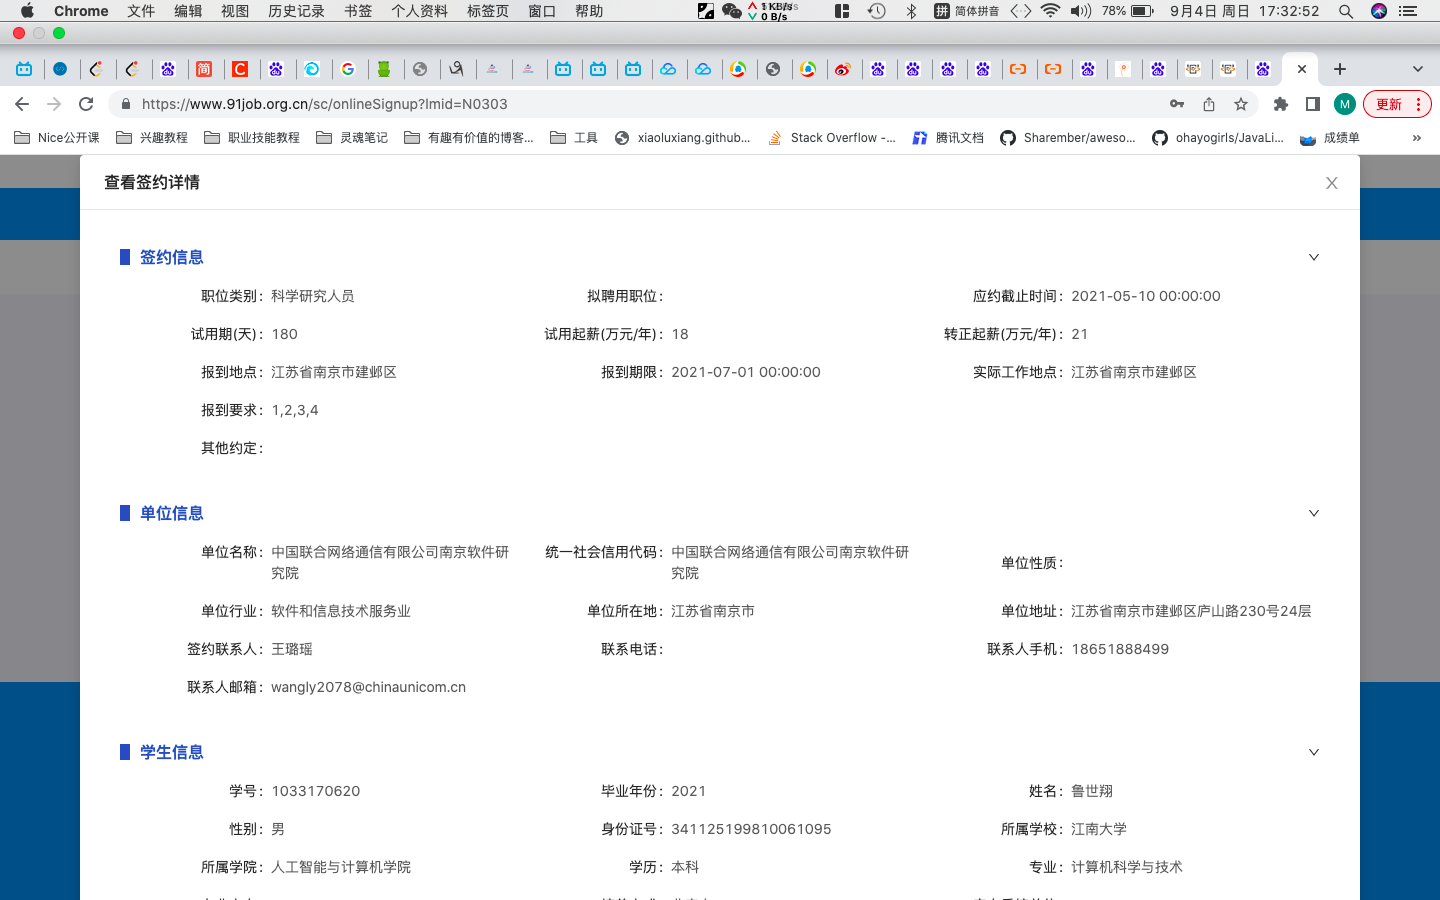 Chrome 文件 编辑 视图 历史记录 书签 个人资料 标签页 窗口 帮助 1 KB/s 0 B/s 拼 简体拼音 78% 9月4日 周日 17:32:52
https://www.91job.org.cn/sc/onlineSignup?lmid=N0303 M 更新
Nice公开课 兴趣教程 职业技能教程 灵魂笔记 有趣有价值的博客... 工具 xiaoluxiang.github... Stack Overflow -... 腾讯文档 Sharember/aweso... ohayogirls/JavaLi... 成绩单 »
查看签约详情
签约信息
职位类别: 科学研究人员 拟聘用职位: 应约截止时间: 2021-05-10 00:00:00
试用期(天): 180 试用起薪(万元/年): 18 转正起薪(万元/年): 21
报到地点: 江苏省南京市建邺区 报到期限: 2021-07-01 00:00:00 实际工作地点: 江苏省南京市建邺区
报到要求: 1,2,3,4
其他约定:
单位信息
单位名称: 中国联合网络通信有限公司南京软件研究院 统一社会信用代码: 中国联合网络通信有限公司南京软件研究院 单位性质:
单位行业: 软件和信息技术服务业 单位所在地: 江苏省南京市 单位地址: 江苏省南京市建邺区庐山路230号24层
签约联系人: 王璐瑶 联系电话: 联系人手机: 18651888499
联系人邮箱: wangly2078@chinaunicom.cn
学生信息
学号: 1033170620 毕业年份: 2021 姓名: 鲁世翔
性别: 男 身份证号: 341125199810061095 所属学校: 江南大学
所属学院: 人工智能与计算机学院 学历: 本科 专业: 计算机科学与技术